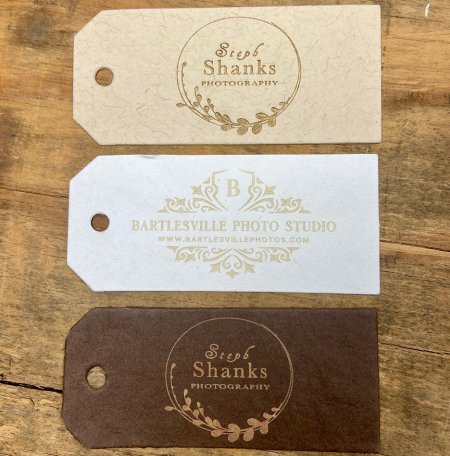 Steph
Shanks
PHOTOGRAPHY
B
BARTLESVILLE PHOTO STUDIO
WWW.BARTLESVILLEPHOTOS.COM
Steph
Shanks
PHOTOGRAPHY